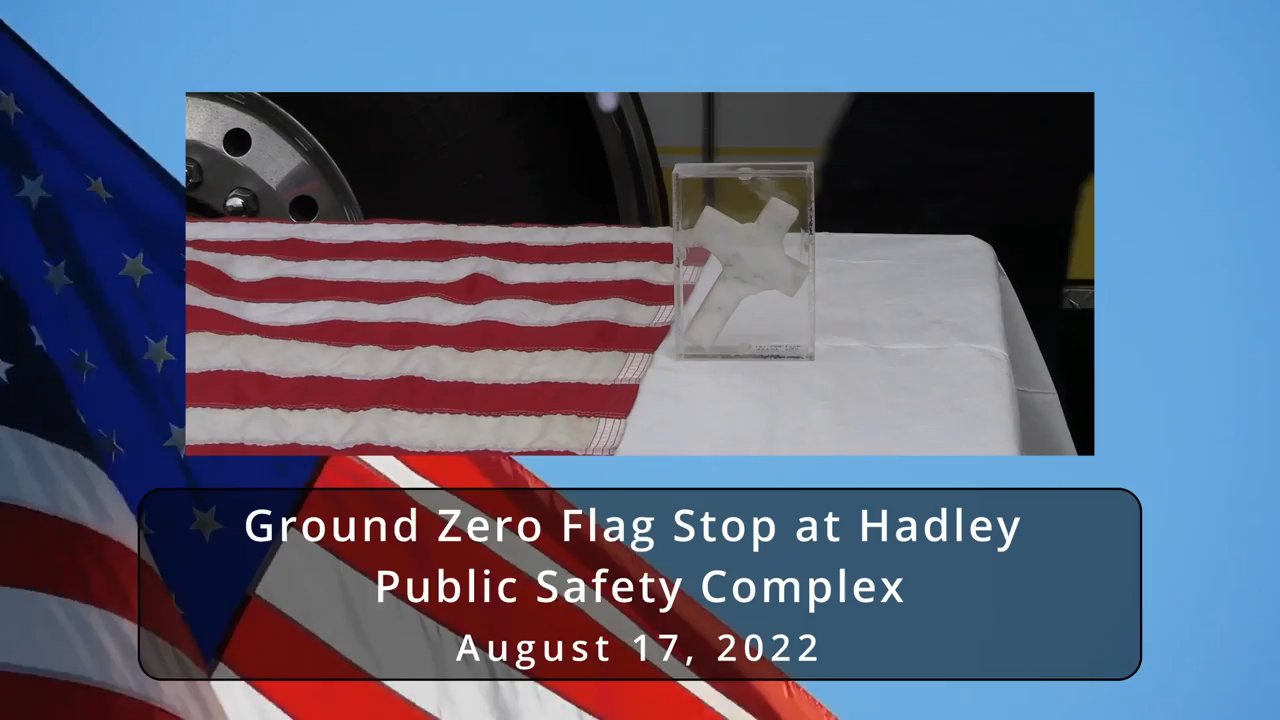 Ground Zero Flag Stop at Hadley
Public Safety Complex
August 17, 2022